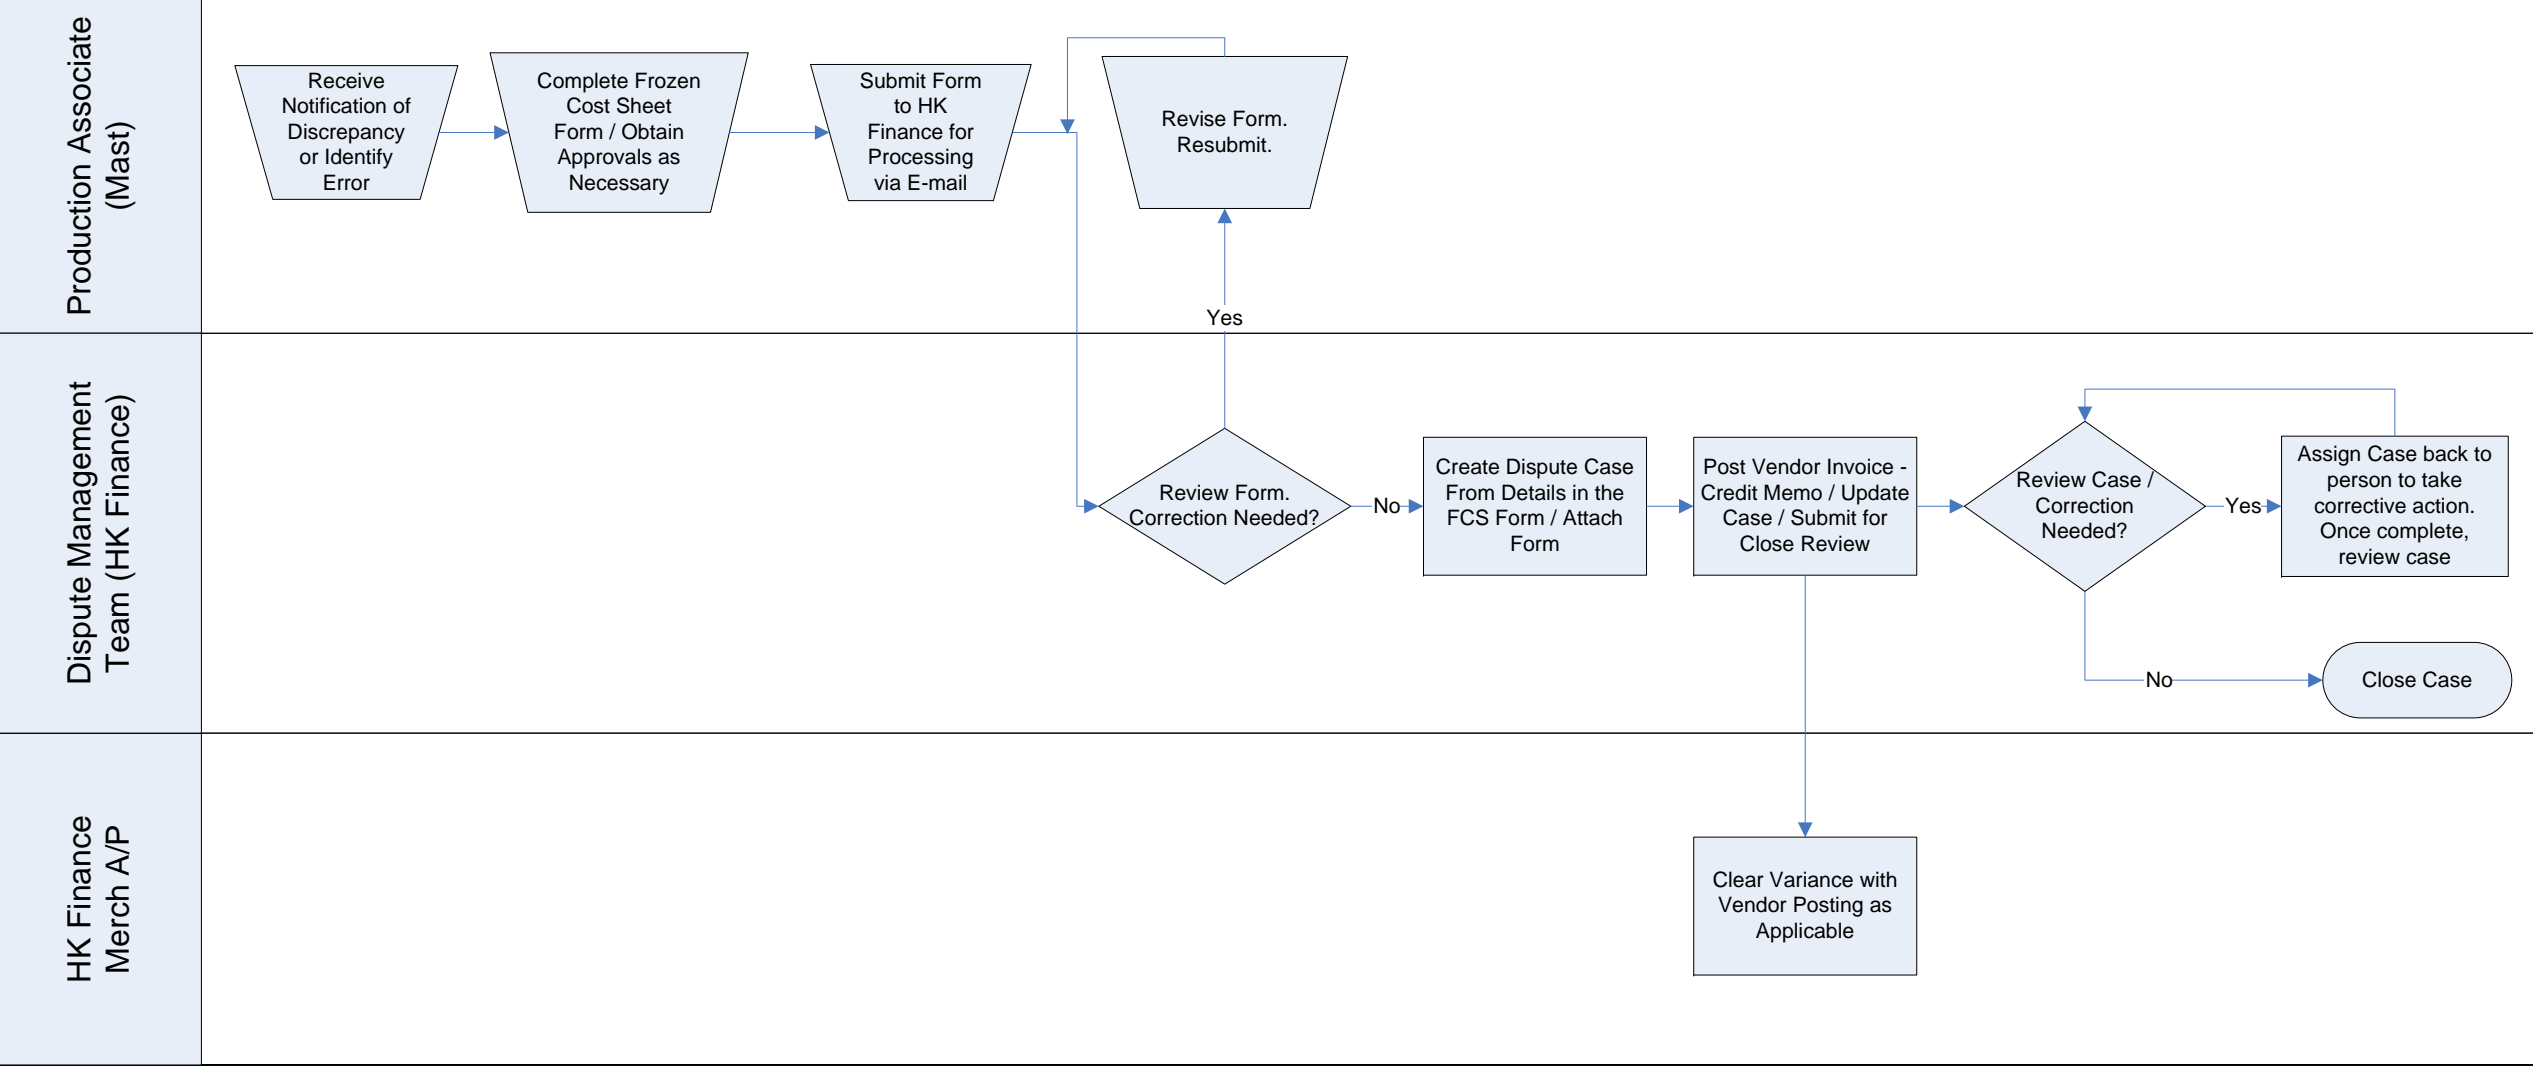 Production Associate
(Mast)
Receive
Notification of
Discrepancy
or Identify
Error
Complete Frozen
Cost Sheet
Form / Obtain
Approvals as
Necessary
Submit Form
to HK
Finance for
Processing
via E-mail
Revise Form.
Resubmit.
Yes
Dispute Management
Team (HK Finance)
Review Form.
Correction Needed?
No
Create Dispute Case
From Details in the
FCS Form / Attach
Form
Post Vendor Invoice -
Credit Memo / Update
Case / Submit for
Close Review
Review Case /
Correction
Needed?
Yes
Assign Case back to
person to take
corrective action.
Once complete,
review case
No
Close Case
HK Finance
Merch A/P
Clear Variance with
Vendor Posting as
Applicable